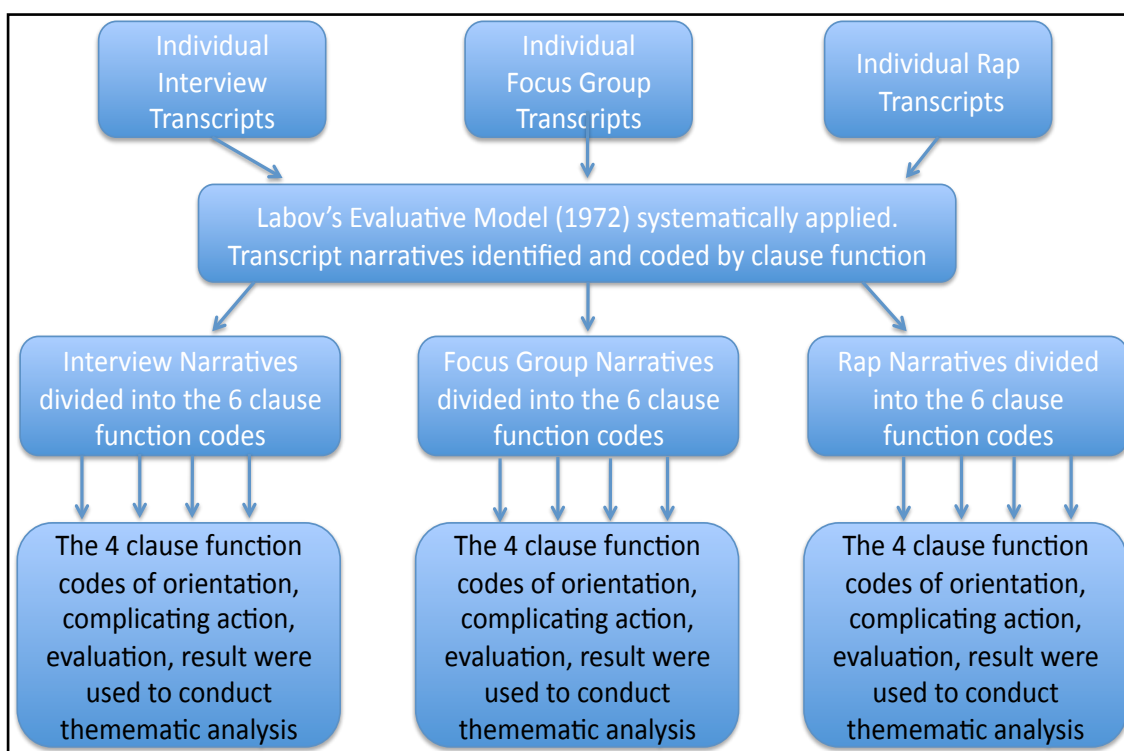 Individual
Interview
Transcripts
Individual
Focus Group
Transcripts
Individual Rap
Transcripts
Labov’s Evaluative Model (1972) systematically applied.
Transcript narratives identified and coded by clause function
Interview Narratives
divided into the 6 clause
function codes
Focus Group Narratives
divided into the 6 clause
function codes
Rap Narratives divided
into the 6 clause
function codes
The 4 clause function
codes of orientation,
complicating action,
evaluation, result were
used to conduct
themematic analysis
The 4 clause function
codes of orientation,
complicating action,
evaluation, result were
used to conduct
themematic analysis
The 4 clause function
codes of orientation,
complicating action,
evaluation, result were
used to conduct
themematic analysis